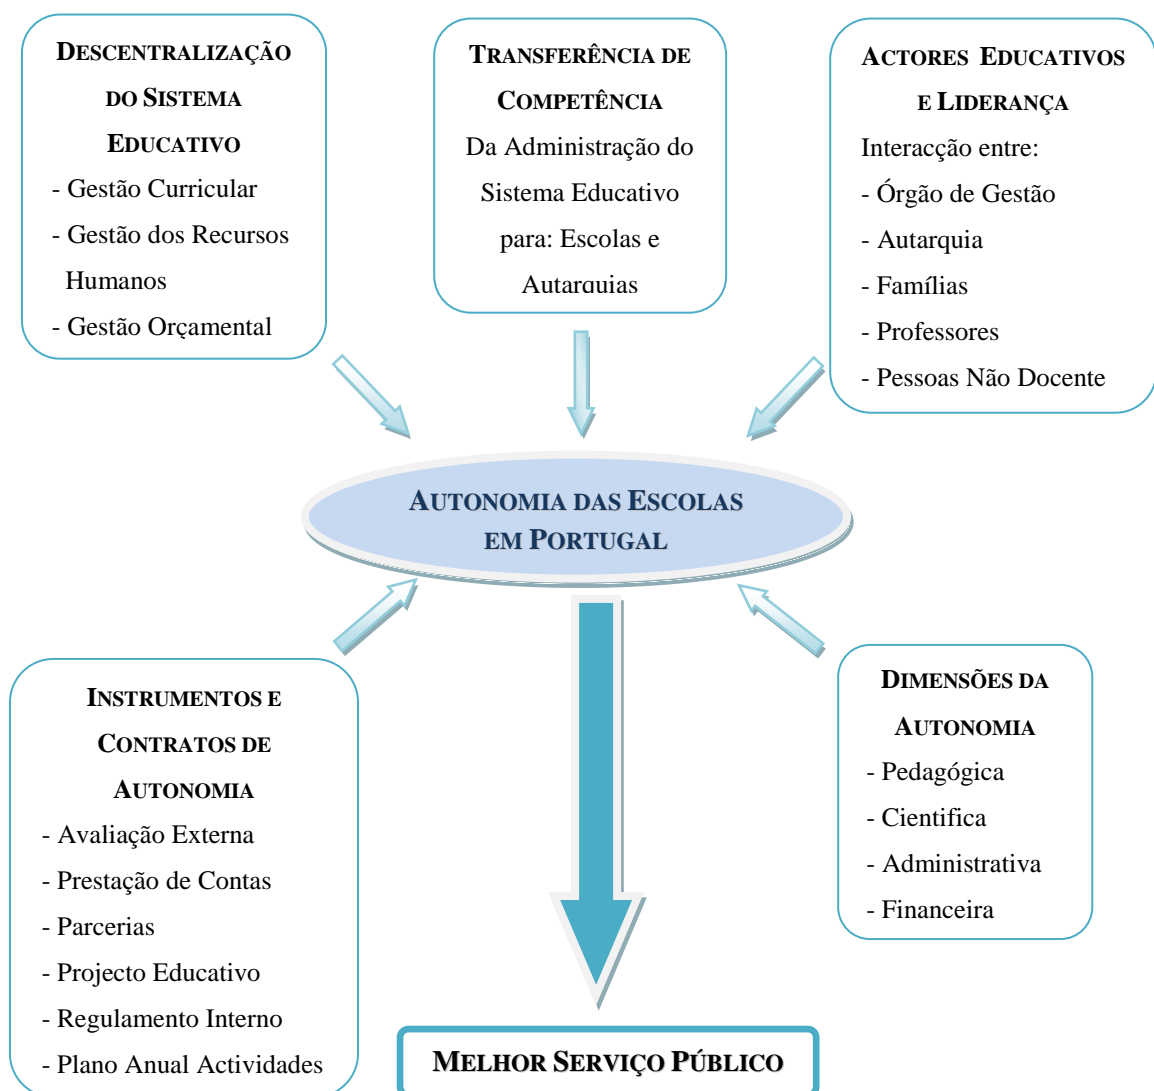 DESCENTRALIZAÇÃO
DO SISTEMA
EDUCATIVO
- Gestão Curricular
- Gestão dos Recursos
Humanos
- Gestão Orçamental
TRANSFERÊNCIA DE
COMPETÊNCIA
Da Administração do
Sistema Educativo
para: Escolas e
Autarquias
ACTORES EDUCATIVOS
E LIDERANÇA
Interacção entre:
- Órgão de Gestão
- Autarquia
- Famílias
- Professores
- Pessoas Não Docente
AUTONOMIA DAS ESCOLAS
EM PORTUGAL
INSTRUMENTOS E
CONTRATOS DE
AUTONOMIA
- Avaliação Externa
- Prestação de Contas
- Parcerias
- Projecto Educativo
- Regulamento Interno
- Plano Anual Actividades
DIMENSÕES DA
AUTONOMIA
- Pedagógica
- Cientifica
- Administrativa
- Financeira
MELHOR SERVIÇO PÚBLICO